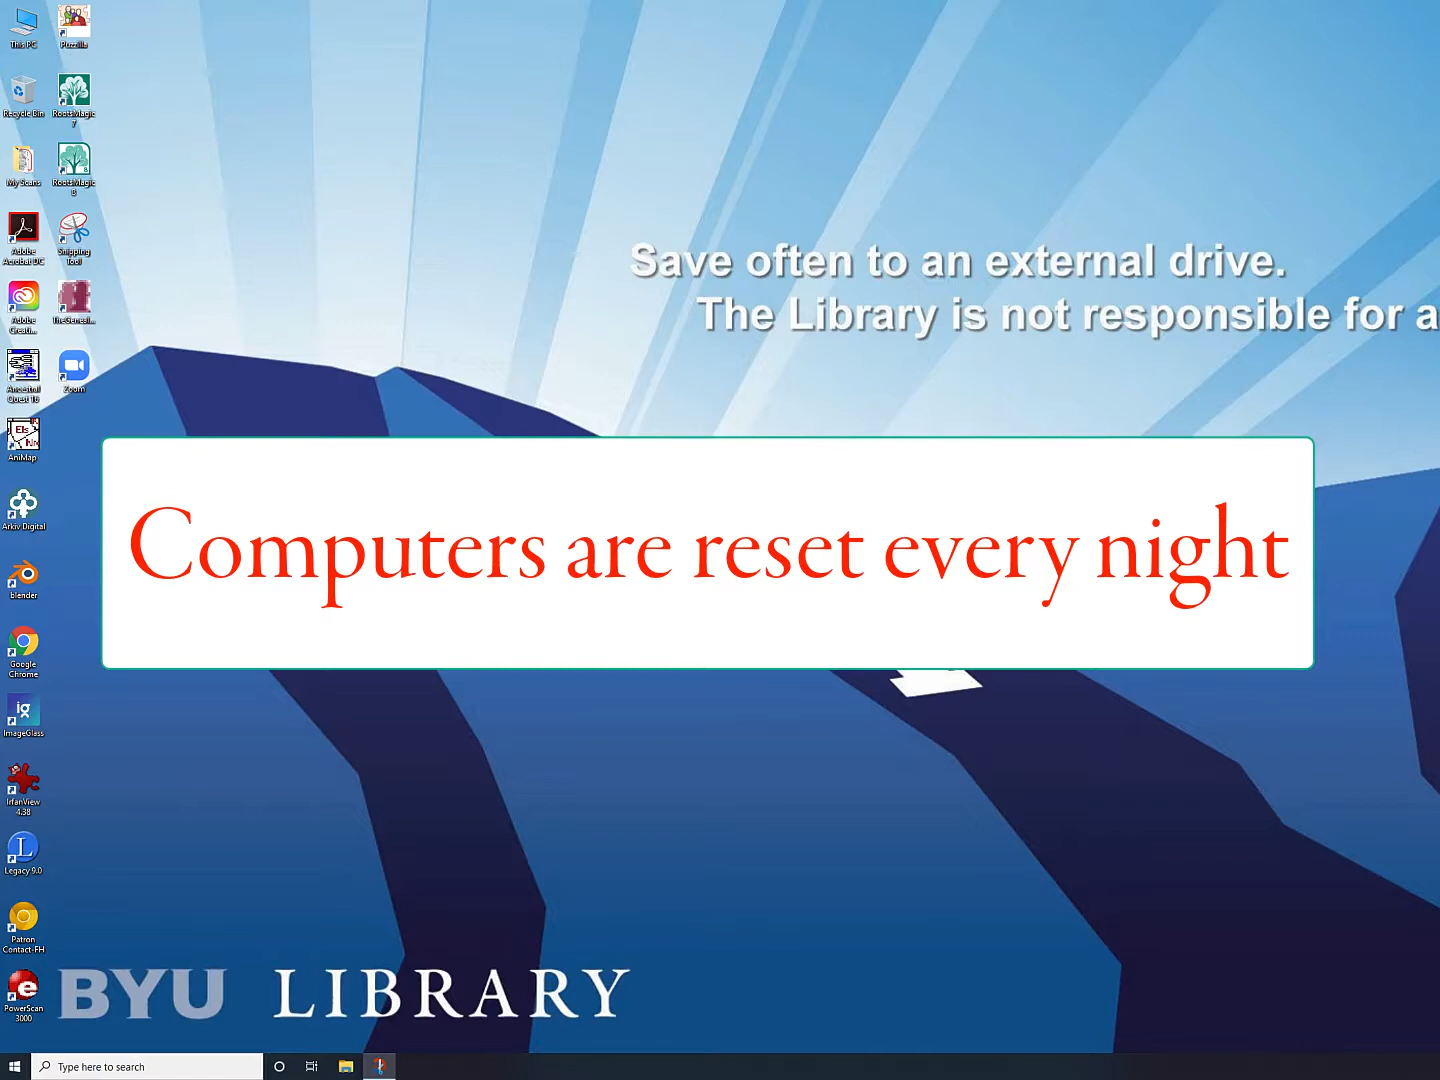 This PC
Puzzilla
Recycle Bin
RootsMagic
7
My Scans
RootsMagic
8
Adobe
Acrobat DC
Snipping
Tool
Adobe
Creati...
TheGenesi...
Ancestral
Quest 16
Zoom
AniMap
Arkiv Digital
blender
Google
Chrome
ImageGlass
IrfanView
4.38
Legacy 9.0
Patron
Contact-FH
PowerScan
3000
Save often to an external drive.
The Library is not responsible for a
Computers are reset every night
BYU LIBRARY
Type here to search